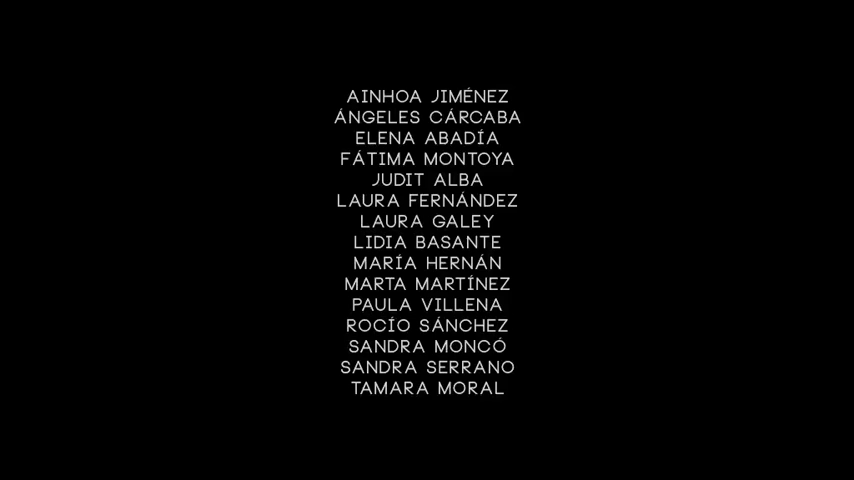 AINHOA JIMÉNEZ
ÁNGELES CÁRCABA
ELENA ABADÍA
FÁTIMA MONTOYA
JUDIT ALBA
LAURA FERNÁNDEZ
LAURA GALEY
LIDIA BASANTE
MARÍA HERNÁN
MARTA MARTÍNEZ
PAULA VILLENA
ROCÍO SÁNCHEZ
SANDRA MONCÓ
SANDRA SERRANO
TAMARA MORAL